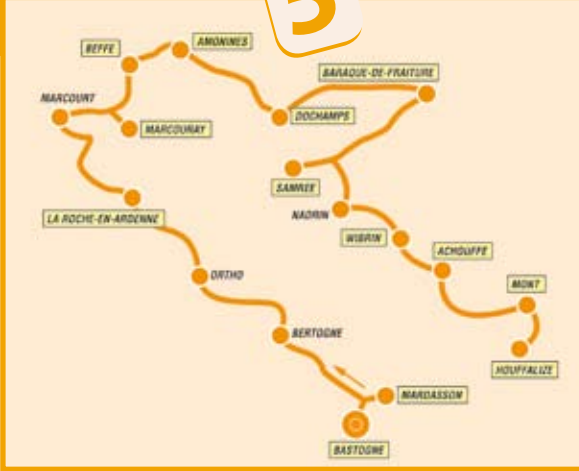 3
AMONINES
BEFFE
BARAQUE-DE-FRAITURE
MARCOURT
DOCHAMPS
MARCOURAY
SAMREE
LA ROCHE-EN-ARDENNE
NADRIN
WIBRIN
ACHOUFFE
ORTHO
MONT
BERTOGNE
HOUFFALIZE
MARDASSON
BASTOGNE